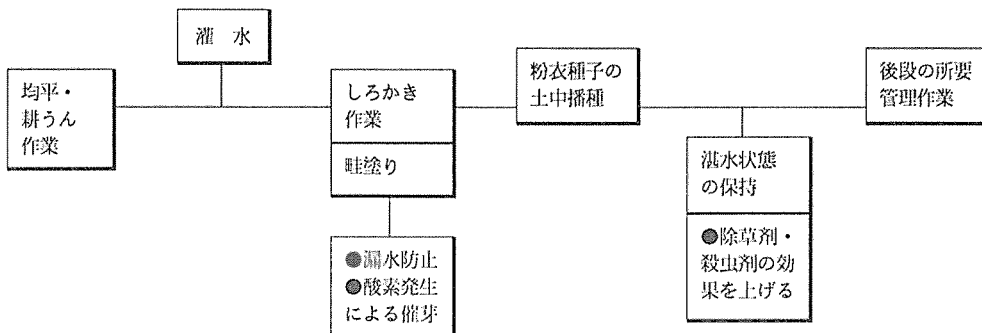 灌 水
均平・
耕うん
作業
しろかき
作業
畦塗り
●漏水防止
●酸素発生
による催芽
粉衣種子の
土中播種
湛水状態
の保持
●除草剤・
殺虫剤の効
果を上げる
後段の所要
管理作業